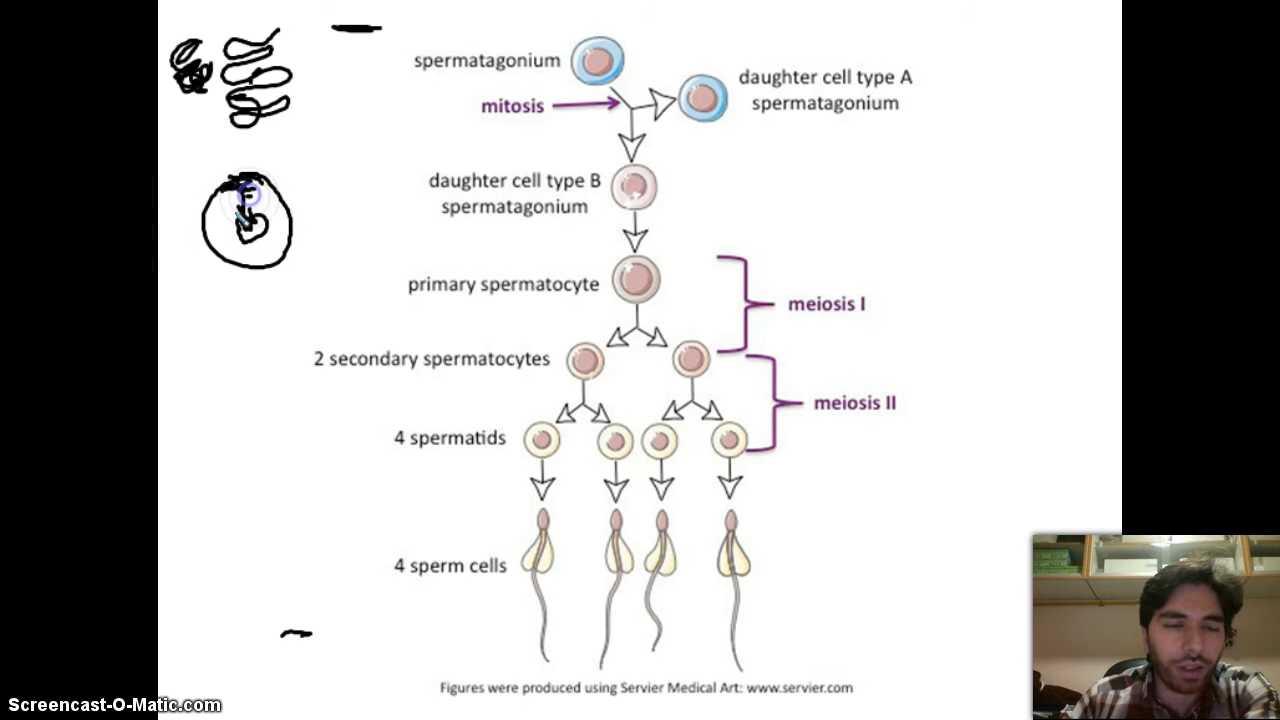 spermatagonium
daughter cell type A
spermatagonium
mitosis
daughter cell type B
spermatagonium
primary spermatocyte
meiosis I
2 secondary spermatocytes
meiosis II
4 spermatids
4 sperm cells
Figures were produced using Servier Medical Art: www.servier.com
Screencast-O-Matic.com